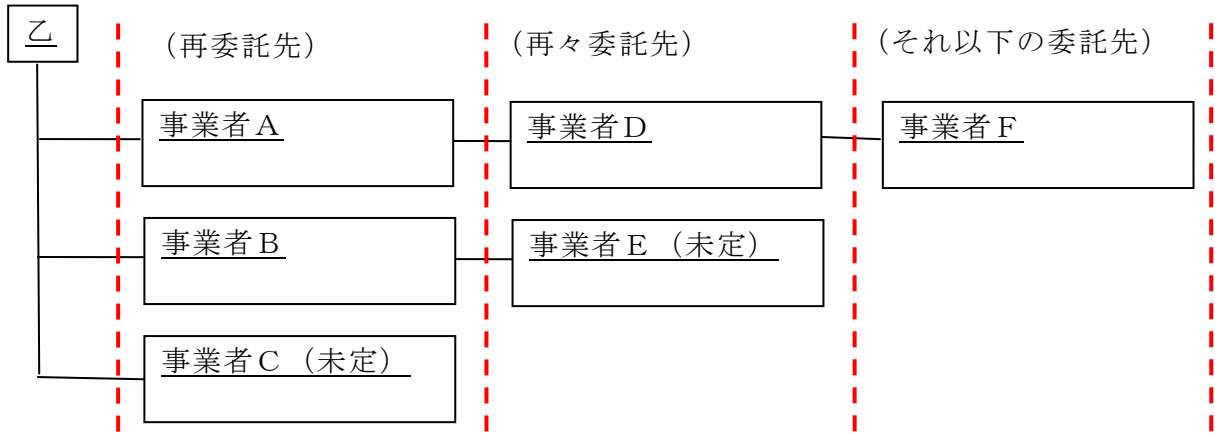 乙
（再委託先）
（再々委託先）
（それ以下の委託先）
事業者Ａ
事業者Ｄ
事業者Ｆ
事業者Ｂ
事業者Ｅ（未定）
事業者Ｃ（未定）